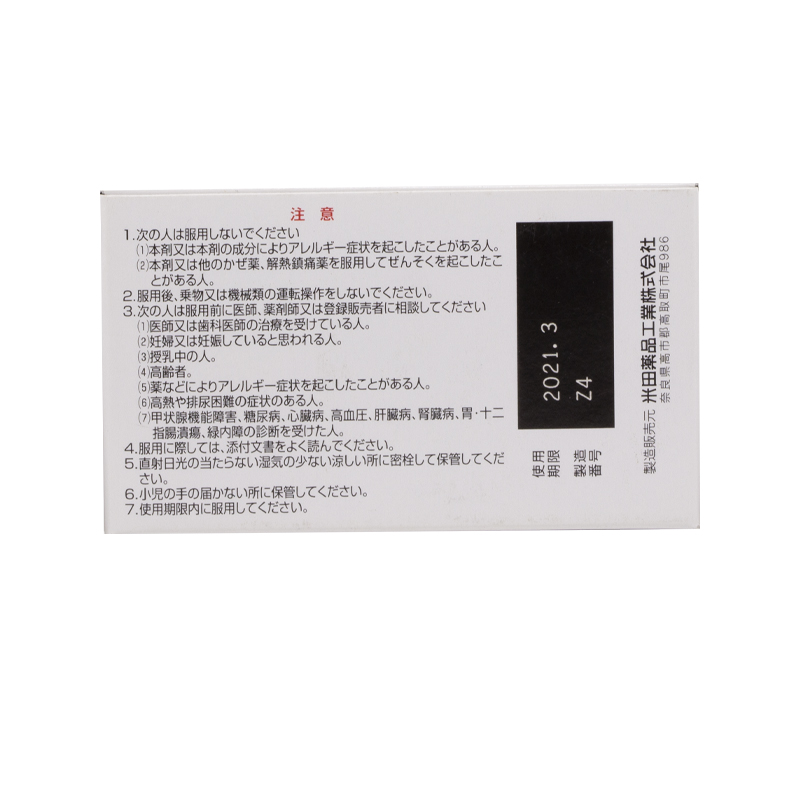 注 意
1.次の人は服用しないでください
(1)本剤又は本剤の成分によりアレルギー症状を起こしたことがある人。
(2)本剤又は他のかぜ薬、解熱鎮痛薬を服用してぜんそくを起こしたこ
とがある人。
2.服用後、乗物又は機械類の運転操作をしないでください。
3.次の人は服用前に医師、薬剤師又は登録販売者に相談してください
(1)医師又は歯科医師の治療を受けている人。
(2)妊婦又は妊娠していると思われる人。
(3)授乳中の人。
(4)高齢者。
(5)薬などによりアレルギー症状を起こしたことがある人。
(6)高熱や排尿困難の症状のある人。
(7)甲状腺機能障害、糖尿病、心臓病、高血圧、肝臓病、腎臓病、胃・十二
指腸潰瘍、緑内障の診断を受けた人。
4.服用に際しては、添付文書をよく読んでください。
5.直射日光の当たらない湿気の少ない涼しい所に密栓して保管してくだ
さい。
6.小児の手の届かない所に保管してください。
7.使用期限内に服用してください。
使用
期限
2021.3
製造
番号
Z4
製造販売元 米田薬品工業株式会社
奈良県高市郡高取町市尾986